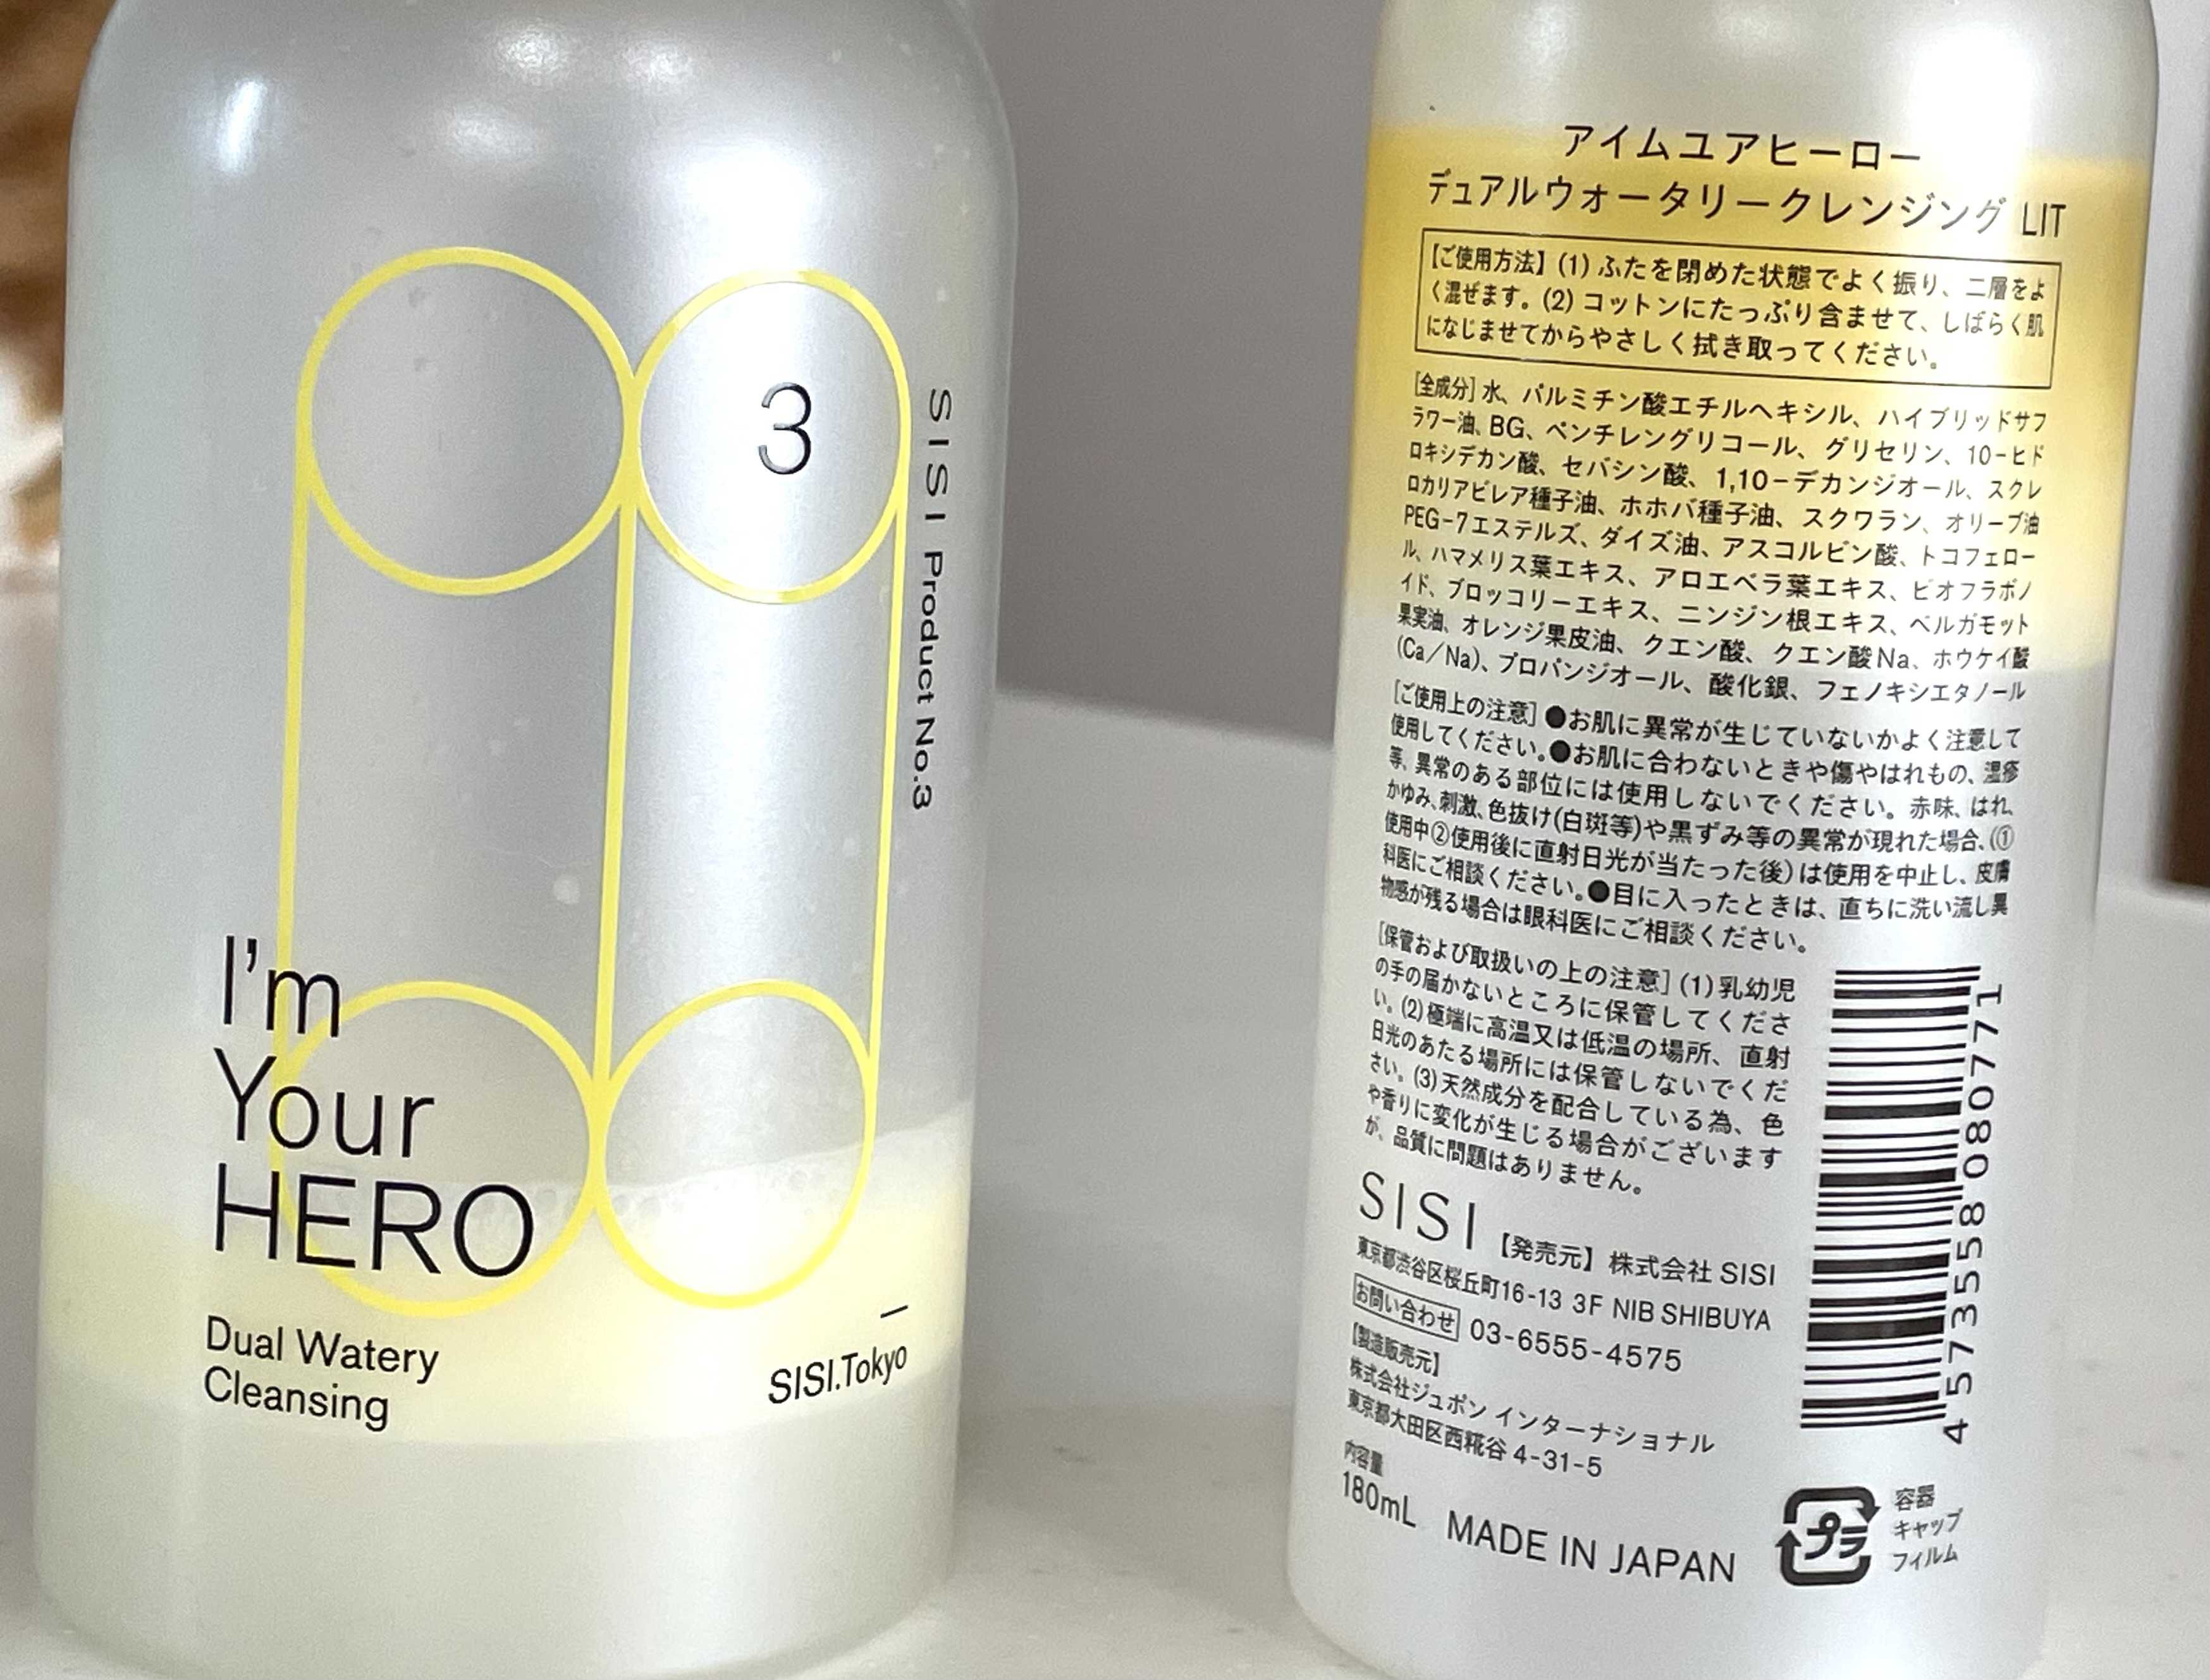 3
SISI Product No.3
I'm
Your
HERO
Dual Watery
Cleansing
SISI.Tokyo
アイムユアヒーロー
デュアルウォータリークレンジング LIT
【ご使用方法】(1) ふたを閉めた状態でよく振り、二層をよ
く混ぜます。(2) コットンにたっぷり含ませて、しばらく肌
になじませてからやさしく拭き取ってください。
[全成分] 水、パルミチン酸エチルヘキシル、ハイブリッドサフ
ラワー油、BG、ペンチレングリコール、グリセリン、10-ヒド
ロキシデカン酸、セバシン酸、1,10-デカンジオール、スクレ
ロカリアビレア種子油、ホホバ種子油、スクワラン、オリーブ油
PEG-7エステルズ、ダイズ油、アスコルビン酸、トコフェロー
ル、ハマメリス葉エキス、アロエベラ葉エキス、ビオフラボノ
イド、ブロッコリーエキス、ニンジン根エキス、ベルガモット
果実油、オレンジ果皮油、クエン酸、クエン酸Na、ホウケイ酸
(Ca/Na)、プロパンジオール、酸化銀、フェノキシエタノール
[ご使用上の注意] ●お肌に異常が生じていないかよく注意して
使用してください。●お肌に合わないときや傷やはれもの、湿疹
等、異常のある部位には使用しないでください。赤味、はれ、
かゆみ、刺激、色抜け(白斑等)や黒ずみ等の異常が現れた場合、(①
使用中②使用後に直射日光が当たった後)は使用を中止し、皮膚
科医にご相談ください。●目に入ったときは、直ちに洗い流し異
物感が残る場合は眼科医にご相談ください。
[保管および取扱いの上の注意] (1)乳幼児
の手の届かないところに保管してくださ
い。(2)極端に高温又は低温の場所、直射
日光のあたる場所には保管しないでくだ
さい。(3)天然成分を配合している為、色
や香りに変化が生じる場合がございます
が、品質に問題はありません。
4573558080771
SISI 【発売元】株式会社 SISI
東京都渋谷区桜丘町16-13 3F NIB SHIBUYA
お問い合わせ 03-6555-4575
【製造販売元】
株式会社ジュポン インターナショナル
東京都大田区西糀谷 4-31-5
内容量
180mL MADE IN JAPAN
プラ
容器
キャップ
フィルム